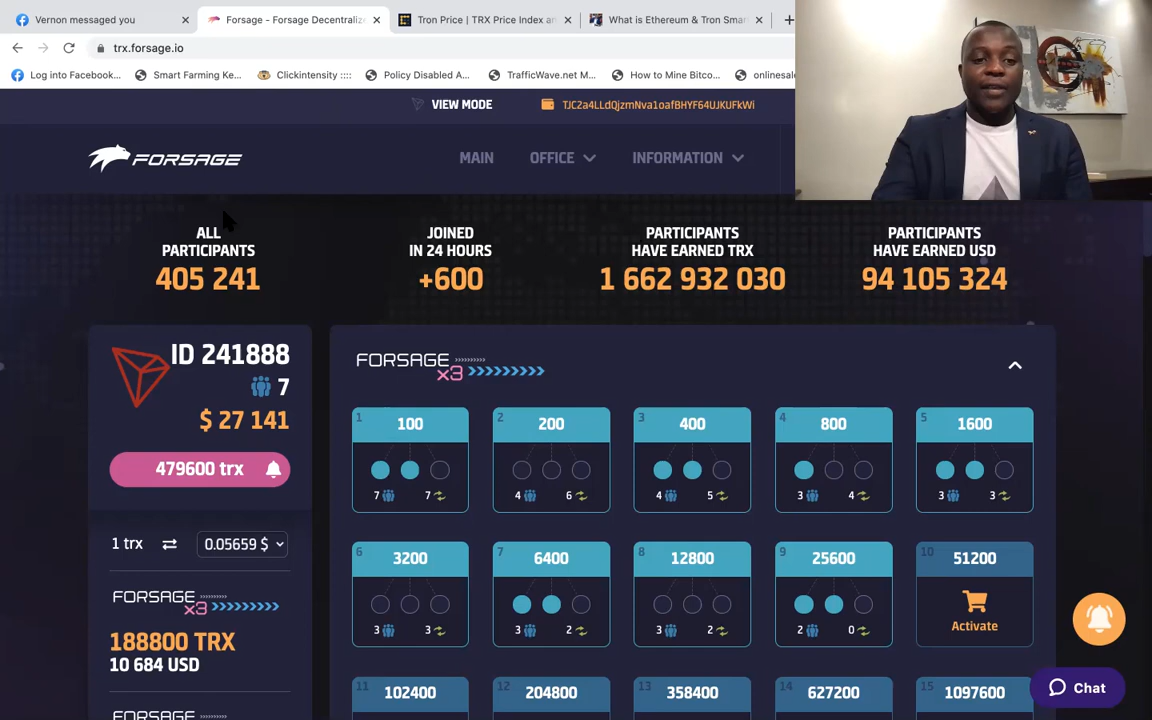 Vernon messaged you
Forsage - Forsage Decentraliz
Tron Price | TRX Price Index an
What is Ethereum & Tron Smar
trx.forsage.io
Log into Facebook...
Smart Farming Ke...
Clickintensity ::::
Policy Disabled A...
TrafficWave.net M...
How to Mine Bitco...
onlinesal
VIEW MODE
TJC2a4LLdQjzmNva1oafBHYF64UJKUFkWi
FORSAGE
MAIN
OFFICE
INFORMATION
ALL
PARTICIPANTS
405 241
JOINED
IN 24 HOURS
+600
PARTICIPANTS
HAVE EARNED TRX
1 662 932 030
PARTICIPANTS
HAVE EARNED USD
94 105 324
ID 241888
7
$ 27 141
479600 trx
1 trx
0.05659 $
FORSAGE
x3
188800 TRX
10 684 USD
FORSAGE
FORSAGE
x3
1
100
7 7
2
200
4 6
3
400
4 5
4
800
3 4
5
1600
3 3
6
3200
3 3
7
6400
3 2
8
12800
3 2
9
25600
2 0
10
51200
Activate
11
102400
12
204800
13
358400
14
627200
15
1097600
Chat